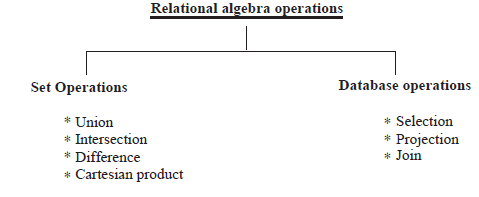 Relational algebra operations
Set Operations
* Union
* Intersection
* Difference
* Cartesian product
Database operations
* Selection
* Projection
* Join